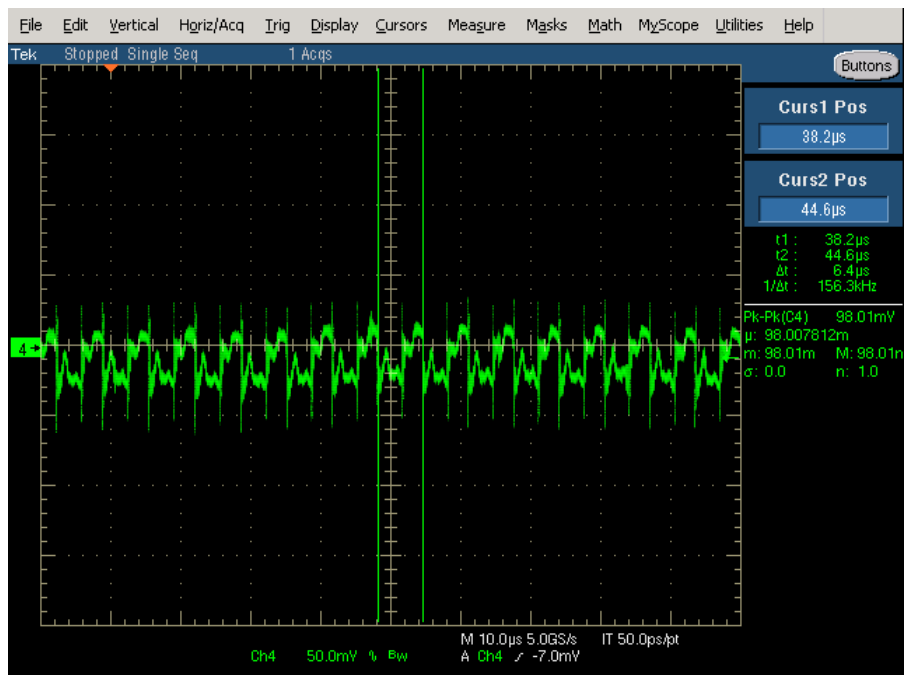 File Edit Vertical Horiz/Acq Trig Display Cursors Measure Masks Math MyScope Utilities Help
Tek Stopped Single Seq 1 Acqs
Buttons
Curs1 Pos
38.2µs
Curs2 Pos
44.6µs
t1 : 38.2µs
t2 : 44.6µs
Δt : 6.4µs
1/Δt : 156.3kHz
Pk-Pk(C4) 98.01mV
µ: 98.007812m
m: 98.01m M: 98.01m
σ: 0.0 n: 1.0
4
M 10.0µs 5.0GS/s IT 50.0ps/pt
Ch4 50.0mV Bw
A Ch4 -7.0mV